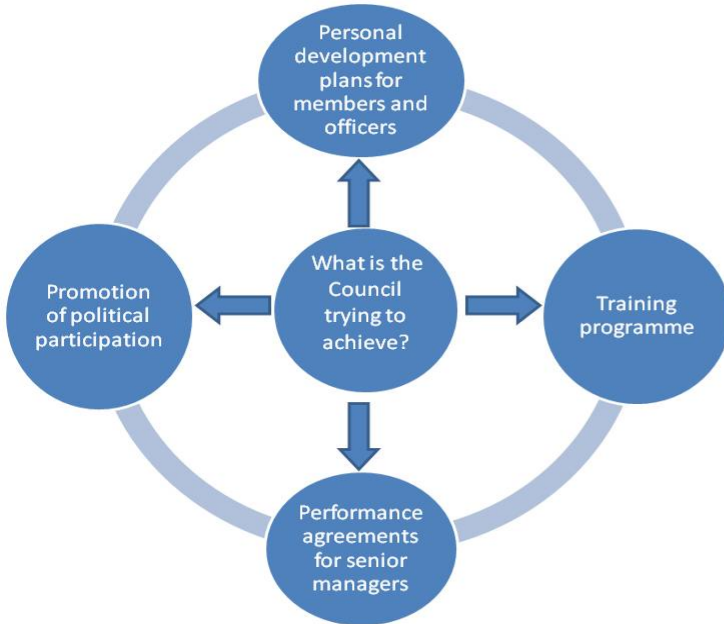 Personal
development
plans for
members and
officers
Promotion
of political
participation
What is the
Council
trying to
achieve?
Training
programme
Performance
agreements
for senior
managers